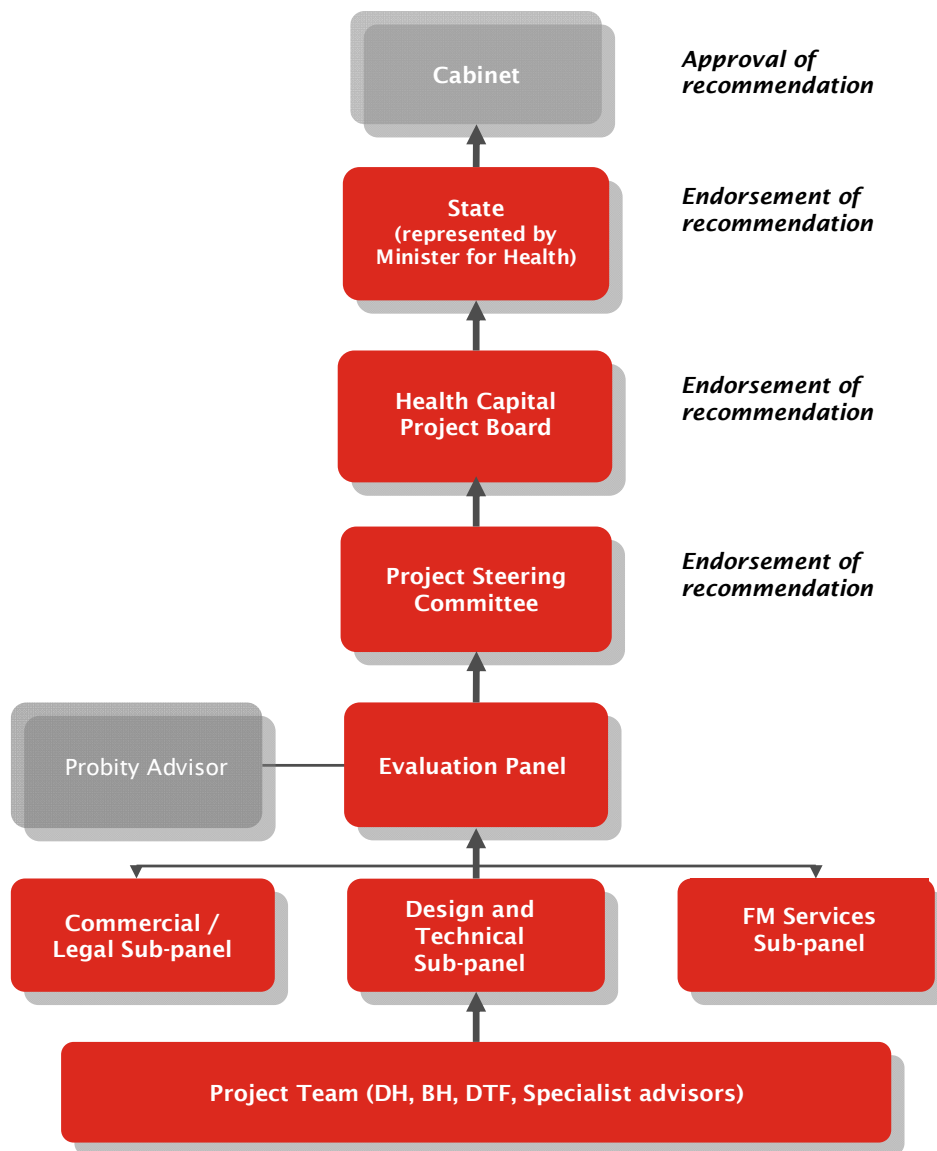 Cabinet
Approval of
recommendation
State
(represented by
Minister for Health)
Endorsement of
recommendation
Health Capital
Project Board
Endorsement of
recommendation
Project Steering
Committee
Endorsement of
recommendation
Probity Advisor
Evaluation Panel
Commercial /
Legal Sub-panel
Design and
Technical
Sub-panel
FM Services
Sub-panel
Project Team (DH, BH, DTF, Specialist advisors)